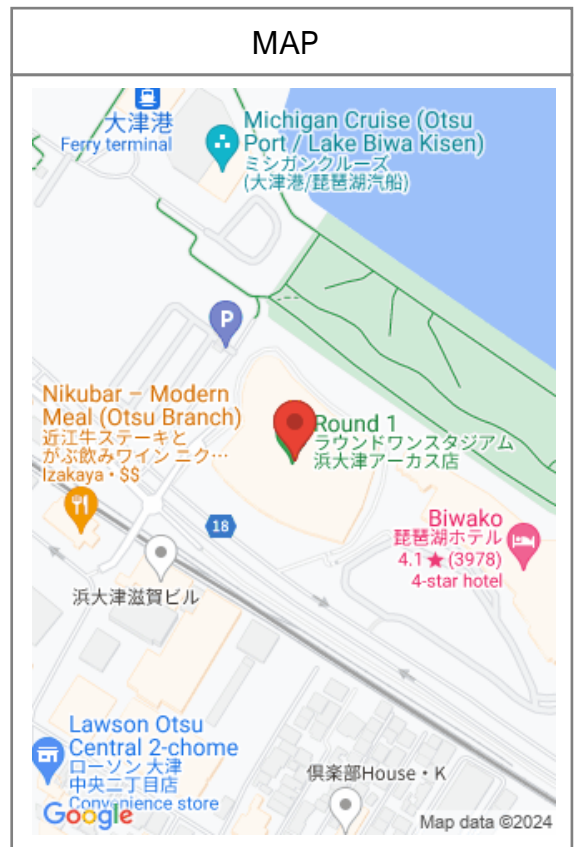 MAP
大津港
Ferry terminal
Michigan Cruise (Otsu
Port / Lake Biwa Kisen)
ミシガンクルーズ
(大津港/琵琶湖汽船)
P
Nikubar – Modern
Meal (Otsu Branch)
近江牛ステーキと
がぶ飲みワイン ニク…
Izakaya・$$
Round 1
ラウンドワンスタジアム
浜大津アーカス店
18
Biwako
琵琶湖ホテル
4.1★(3978)
4-star hotel
浜大津滋賀ビル
Lawson Otsu
Central 2-chome
ローソン 大津
中央二丁目店
Convenience store
倶楽部House・K
Google
Map data ©2024